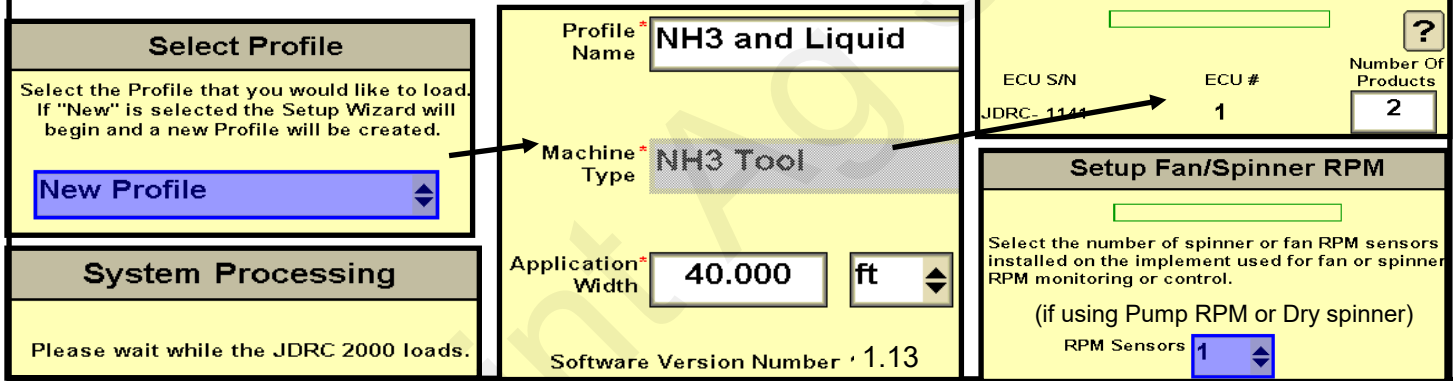 Select Profile
Select the Profile that you would like to load.
If "New" is selected the Setup Wizard will
begin and a new Profile will be created.
New Profile
System Processing
Please wait while the JDRC 2000 loads.
Profile*
Name
NH3 and Liquid
Machine*
Type
NH3 Tool
Application*
Width
40.000
ft
Software Version Number 1.13
?
ECU S/N
ECU #
Number Of
Products
JDRC- 1141
1
2
Setup Fan/Spinner RPM
Select the number of spinner or fan RPM sensors
installed on the implement used for fan or spinner
RPM monitoring or control.
(if using Pump RPM or Dry spinner)
RPM Sensors
1